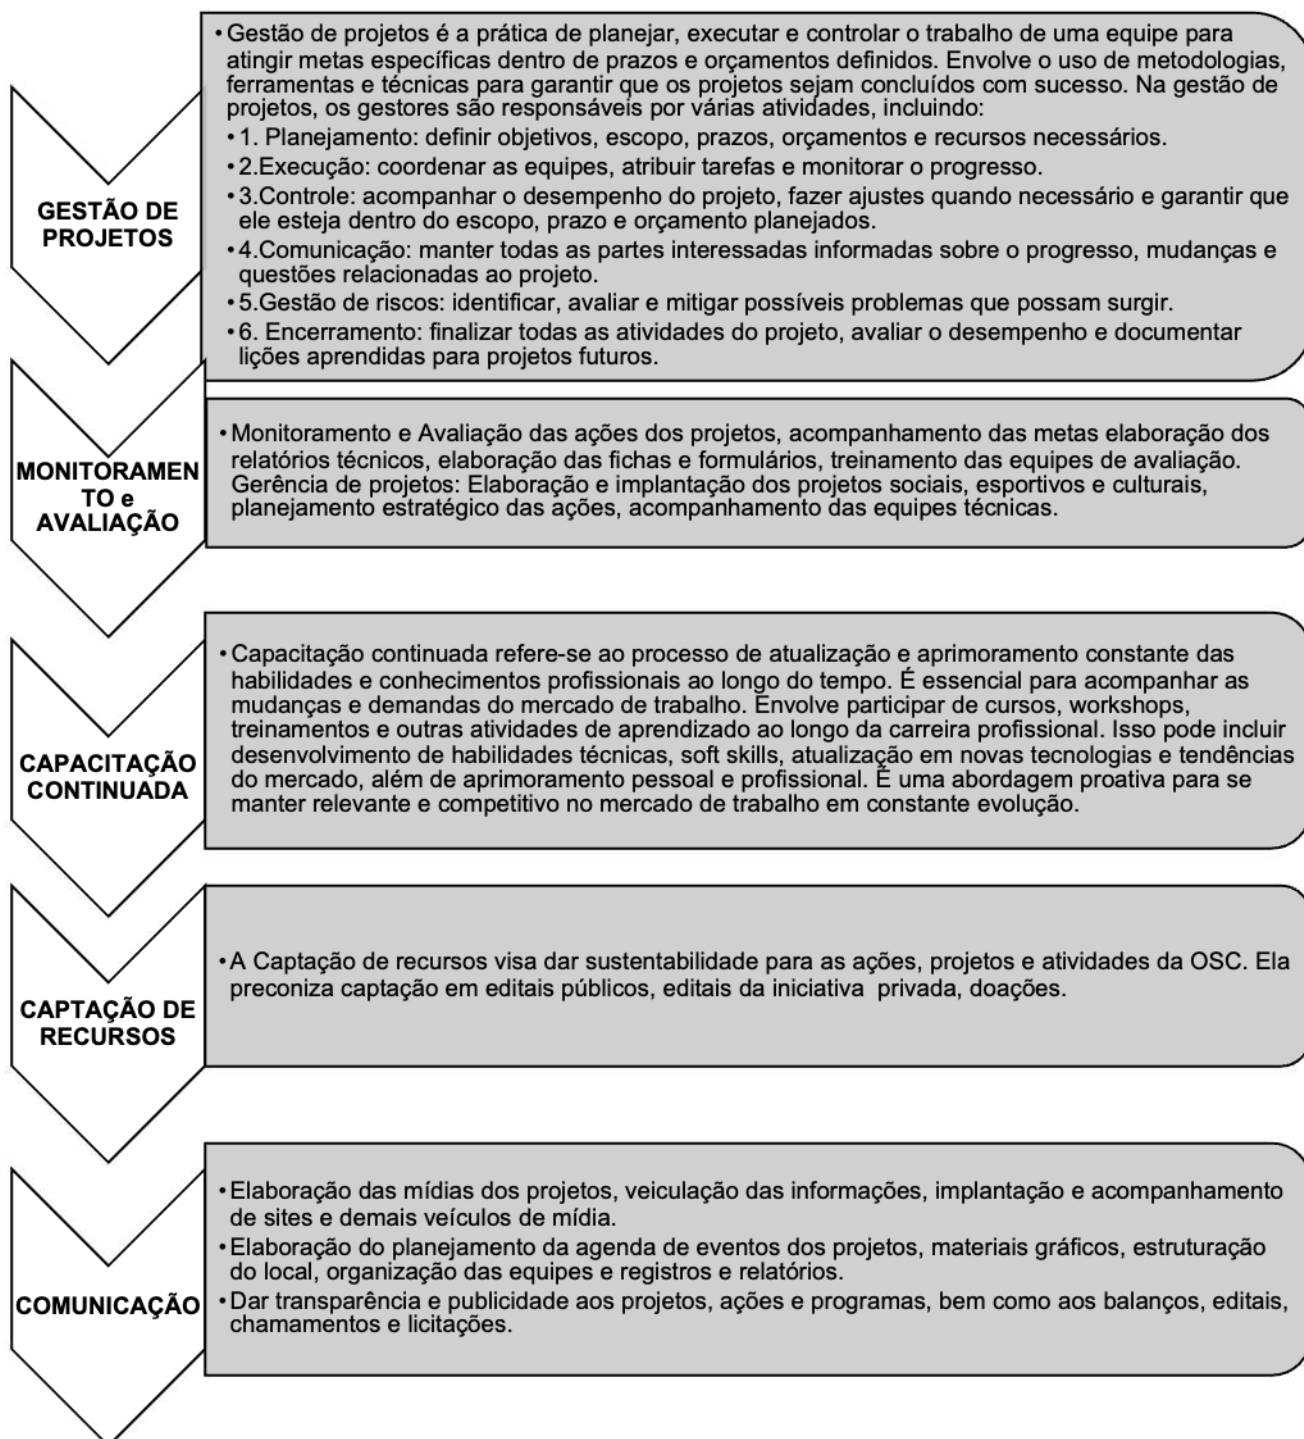 • Gestão de projetos é a prática de planejar, executar e controlar o trabalho de uma equipe para
atingir metas específicas dentro de prazos e orçamentos definidos. Envolve o uso de metodologias,
ferramentas e técnicas para garantir que os projetos sejam concluídos com sucesso. Na gestão de
projetos, os gestores são responsáveis por várias atividades, incluindo:
• 1. Planejamento: definir objetivos, escopo, prazos, orçamentos e recursos necessários.
• 2.Execução: coordenar as equipes, atribuir tarefas e monitorar o progresso.
• 3.Controle: acompanhar o desempenho do projeto, fazer ajustes quando necessário e garantir que
ele esteja dentro do escopo, prazo e orçamento planejados.
• 4.Comunicação: manter todas as partes interessadas informadas sobre o progresso, mudanças e
questões relacionadas ao projeto.
• 5.Gestão de riscos: identificar, avaliar e mitigar possíveis problemas que possam surgir.
• 6. Encerramento: finalizar todas as atividades do projeto, avaliar o desempenho e documentar
lições aprendidas para projetos futuros.
GESTÃO DE
PROJETOS
• Monitoramento e Avaliação das ações dos projetos, acompanhamento das metas elaboração dos
relatórios técnicos, elaboração das fichas e formulários, treinamento das equipes de avaliação.
Gerência de projetos: Elaboração e implantação dos projetos sociais, esportivos e culturais,
planejamento estratégico das ações, acompanhamento das equipes técnicas.
MONITORAMEN
TO e
AVALIAÇÃO
• Capacitação continuada refere-se ao processo de atualização e aprimoramento constante das
habilidades e conhecimentos profissionais ao longo do tempo. É essencial para acompanhar as
mudanças e demandas do mercado de trabalho. Envolve participar de cursos, workshops,
treinamentos e outras atividades de aprendizado ao longo da carreira profissional. Isso pode incluir
desenvolvimento de habilidades técnicas, soft skills, atualização em novas tecnologias e tendências
do mercado, além de aprimoramento pessoal e profissional. É uma abordagem proativa para se
manter relevante e competitivo no mercado de trabalho em constante evolução.
CAPACITAÇÃO
CONTINUADA
• A Captação de recursos visa dar sustentabilidade para as ações, projetos e atividades da OSC. Ela
preconiza captação em editais públicos, editais da iniciativa privada, doações.
CAPTAÇÃO DE
RECURSOS
• Elaboração das mídias dos projetos, veiculação das informações, implantação e acompanhamento
de sites e demais veículos de mídia.
• Elaboração do planejamento da agenda de eventos dos projetos, materiais gráficos, estruturação
do local, organização das equipes e registros e relatórios.
• Dar transparência e publicidade aos projetos, ações e programas, bem como aos balanços, editais,
chamamentos e licitações.
COMUNICAÇÃO